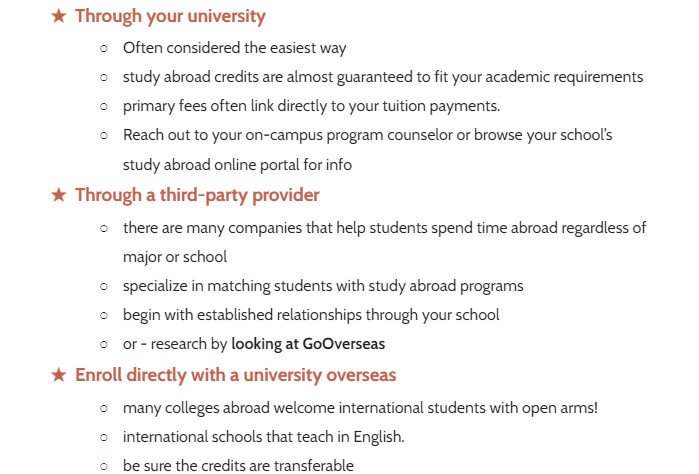 ★ Through your university
○ Often considered the easiest way
○ study abroad credits are almost guaranteed to fit your academic requirements
○ primary fees often link directly to your tuition payments.
○ Reach out to your on-campus program counselor or browse your school's
study abroad online portal for info
★ Through a third-party provider
○ there are many companies that help students spend time abroad regardless of
major or school
○ specialize in matching students with study abroad programs
○ begin with established relationships through your school
○ or - research by looking at GoOverseas
★ Enroll directly with a university overseas
○ many colleges abroad welcome international students with open arms!
○ international schools that teach in English.
○ be sure the credits are transferable